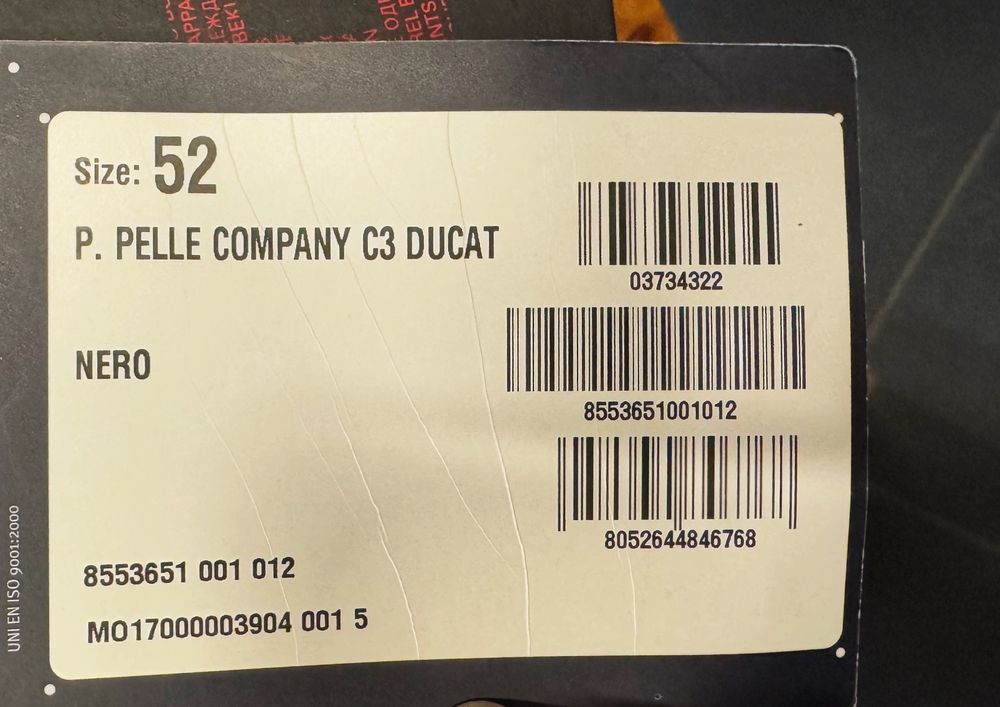 Size: 52
P. PELLE COMPANY C3 DUCAT
NERO
8553651 001 012
MO17000003904 001 5
03734322
8553651001012
8052644846768
UNI EN ISO 9001:2000